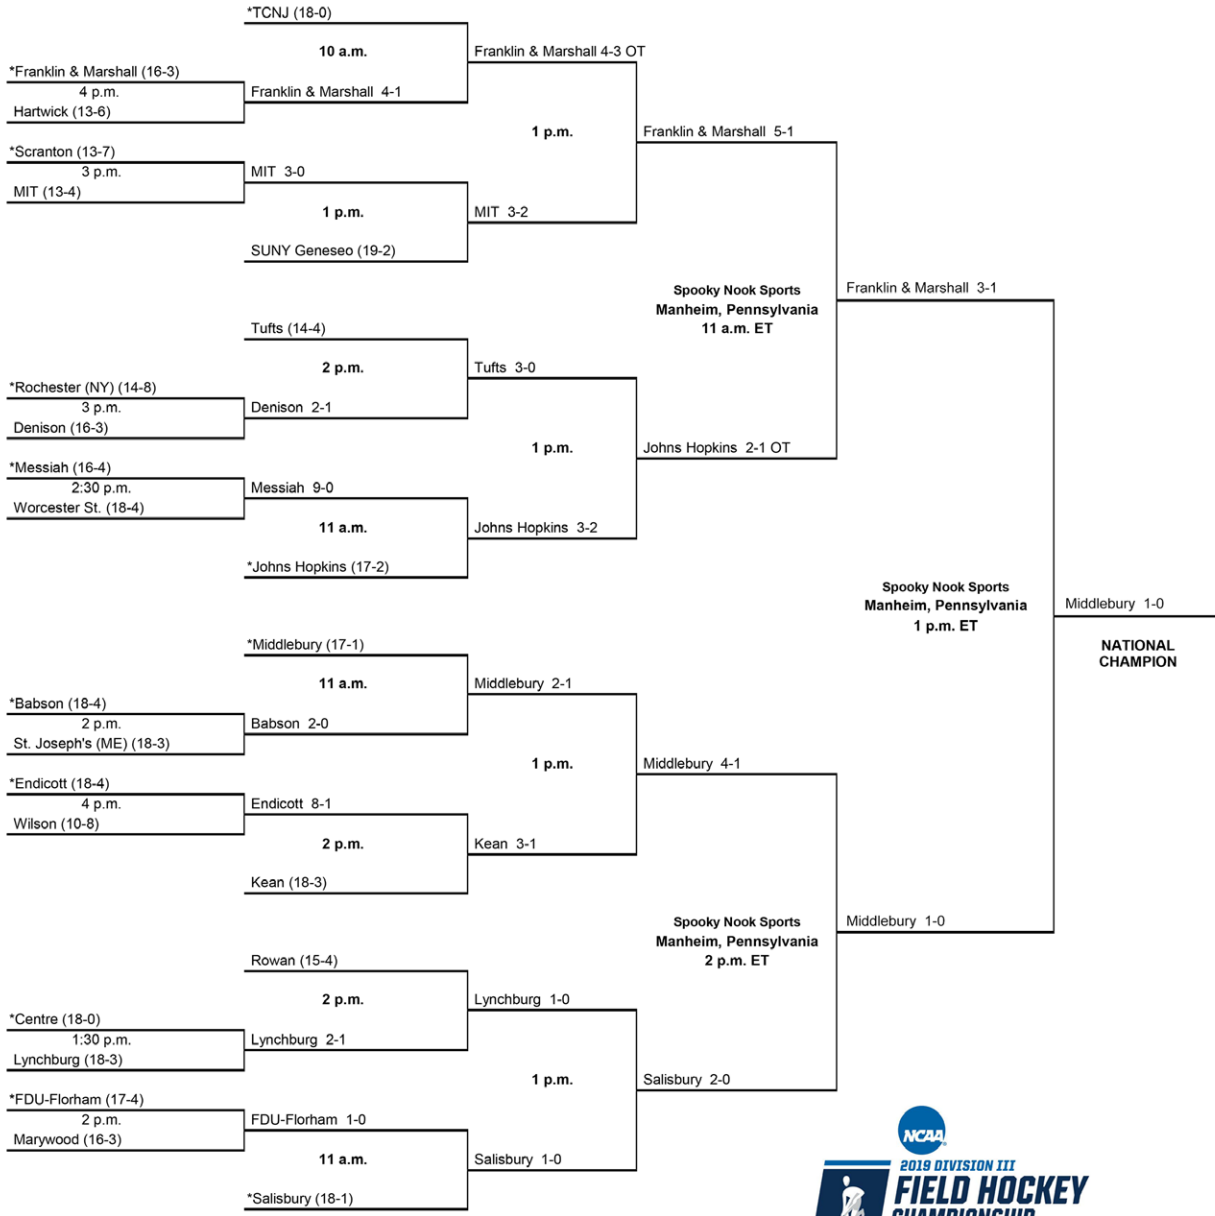 *TCNJ (18-0)
10 a.m.
Franklin & Marshall 4-3 OT
*Franklin & Marshall (16-3)
4 p.m.
Franklin & Marshall 4-1
Hartwick (13-6)
1 p.m.
Franklin & Marshall 5-1
*Scranton (13-7)
3 p.m.
MIT 3-0
MIT (13-4)
1 p.m.
MIT 3-2
SUNY Geneseo (19-2)
Spooky Nook Sports
Manheim, Pennsylvania
11 a.m. ET
Franklin & Marshall 3-1
Tufts (14-4)
2 p.m.
Tufts 3-0
*Rochester (NY) (14-8)
3 p.m.
Denison 2-1
Denison (16-3)
1 p.m.
Johns Hopkins 2-1 OT
*Messiah (16-4)
2:30 p.m.
Messiah 9-0
Worcester St. (18-4)
11 a.m.
Johns Hopkins 3-2
*Johns Hopkins (17-2)
Spooky Nook Sports
Manheim, Pennsylvania
1 p.m. ET
Middlebury 1-0
NATIONAL
CHAMPION
*Middlebury (17-1)
11 a.m.
Middlebury 2-1
*Babson (18-4)
2 p.m.
Babson 2-0
St. Joseph's (ME) (18-3)
1 p.m.
Middlebury 4-1
*Endicott (18-4)
4 p.m.
Endicott 8-1
Wilson (10-8)
2 p.m.
Kean 3-1
Kean (18-3)
Spooky Nook Sports
Manheim, Pennsylvania
2 p.m. ET
Middlebury 1-0
Rowan (15-4)
2 p.m.
Lynchburg 1-0
*Centre (18-0)
1:30 p.m.
Lynchburg 2-1
Lynchburg (18-3)
1 p.m.
Salisbury 2-0
*FDU-Florham (17-4)
2 p.m.
FDU-Florham 1-0
Marywood (16-3)
11 a.m.
Salisbury 1-0
*Salisbury (18-1)
NCAA
2019 DIVISION III
FIELD HOCKEY
CHAMPIONSHIP